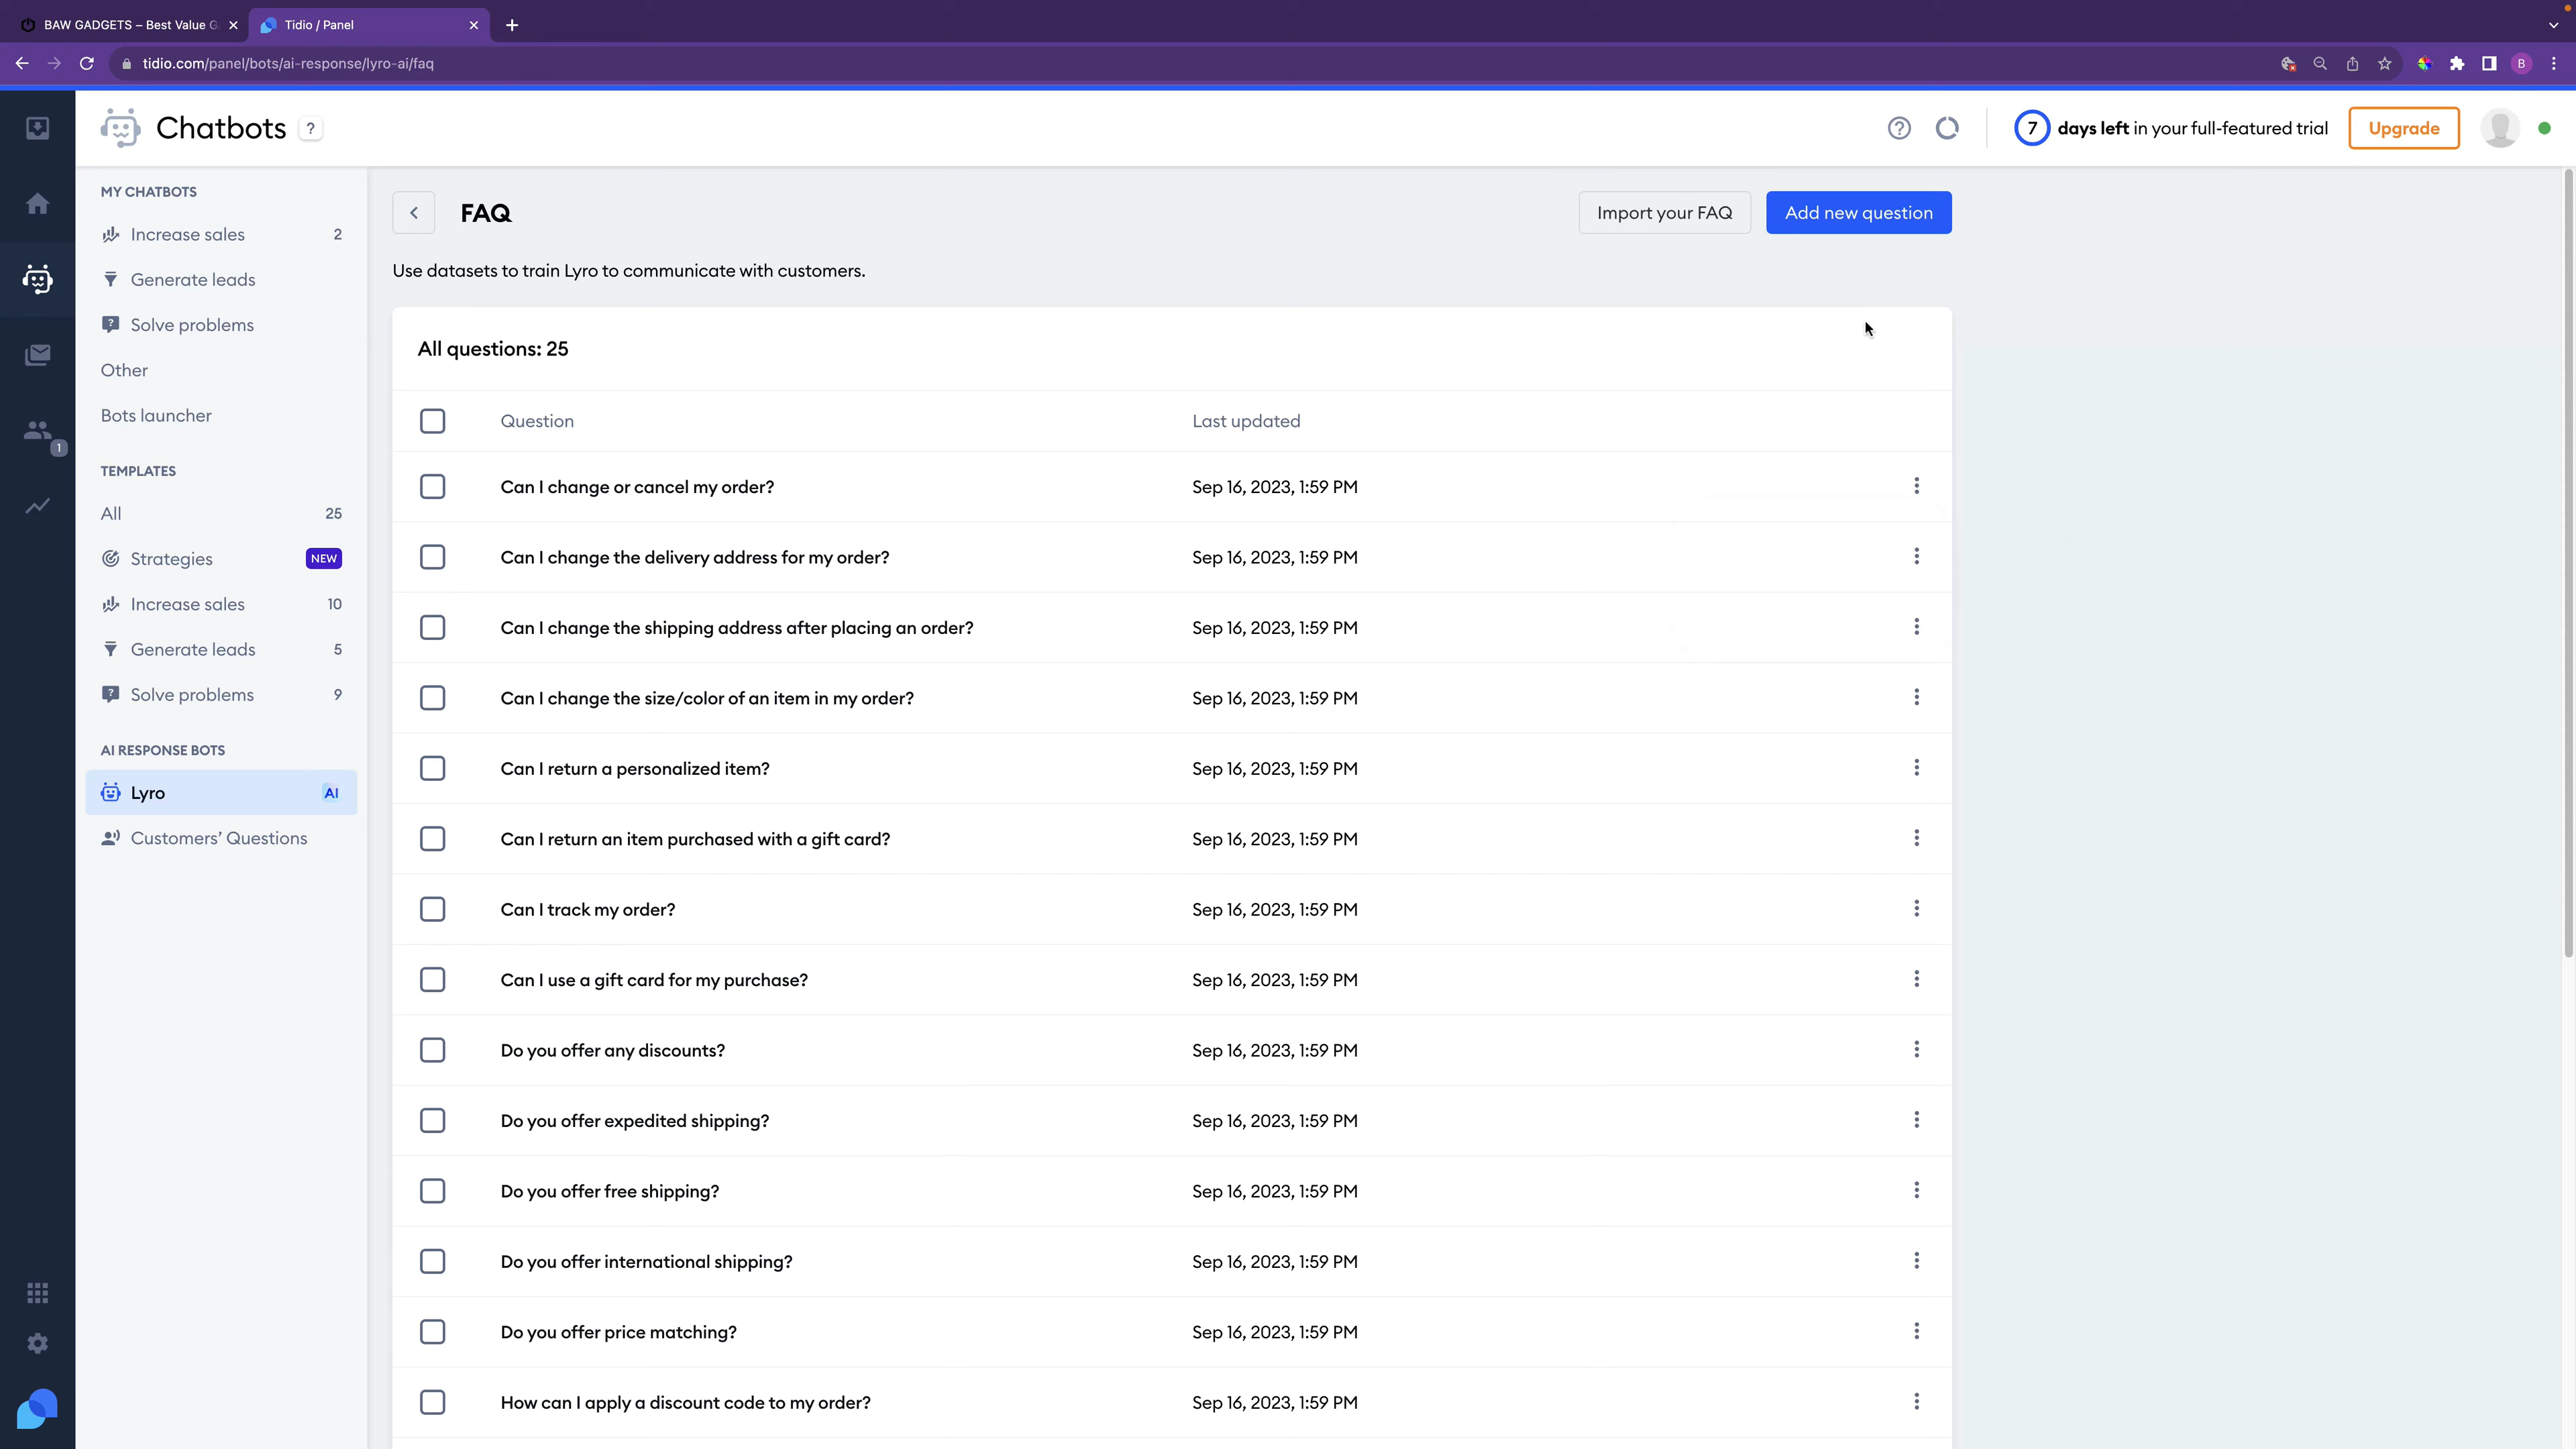 BAW GADGETS – Best Value G
Tidio / Panel
tidio.com/panel/bots/ai-response/lyro-ai/faq
B
Chatbots ?
7 days left in your full-featured trial
Upgrade
MY CHATBOTS
Increase sales 2
Generate leads
Solve problems
Other
Bots launcher
1
TEMPLATES
All 25
Strategies NEW
Increase sales 10
Generate leads 5
Solve problems 9
AI RESPONSE BOTS
Lyro AI
Customers’ Questions
FAQ
Import your FAQ
Add new question
Use datasets to train Lyro to communicate with customers.
All questions: 25
Question Last updated
Can I change or cancel my order? Sep 16, 2023, 1:59 PM
Can I change the delivery address for my order? Sep 16, 2023, 1:59 PM
Can I change the shipping address after placing an order? Sep 16, 2023, 1:59 PM
Can I change the size/color of an item in my order? Sep 16, 2023, 1:59 PM
Can I return a personalized item? Sep 16, 2023, 1:59 PM
Can I return an item purchased with a gift card? Sep 16, 2023, 1:59 PM
Can I track my order? Sep 16, 2023, 1:59 PM
Can I use a gift card for my purchase? Sep 16, 2023, 1:59 PM
Do you offer any discounts? Sep 16, 2023, 1:59 PM
Do you offer expedited shipping? Sep 16, 2023, 1:59 PM
Do you offer free shipping? Sep 16, 2023, 1:59 PM
Do you offer international shipping? Sep 16, 2023, 1:59 PM
Do you offer price matching? Sep 16, 2023, 1:59 PM
How can I apply a discount code to my order? Sep 16, 2023, 1:59 PM